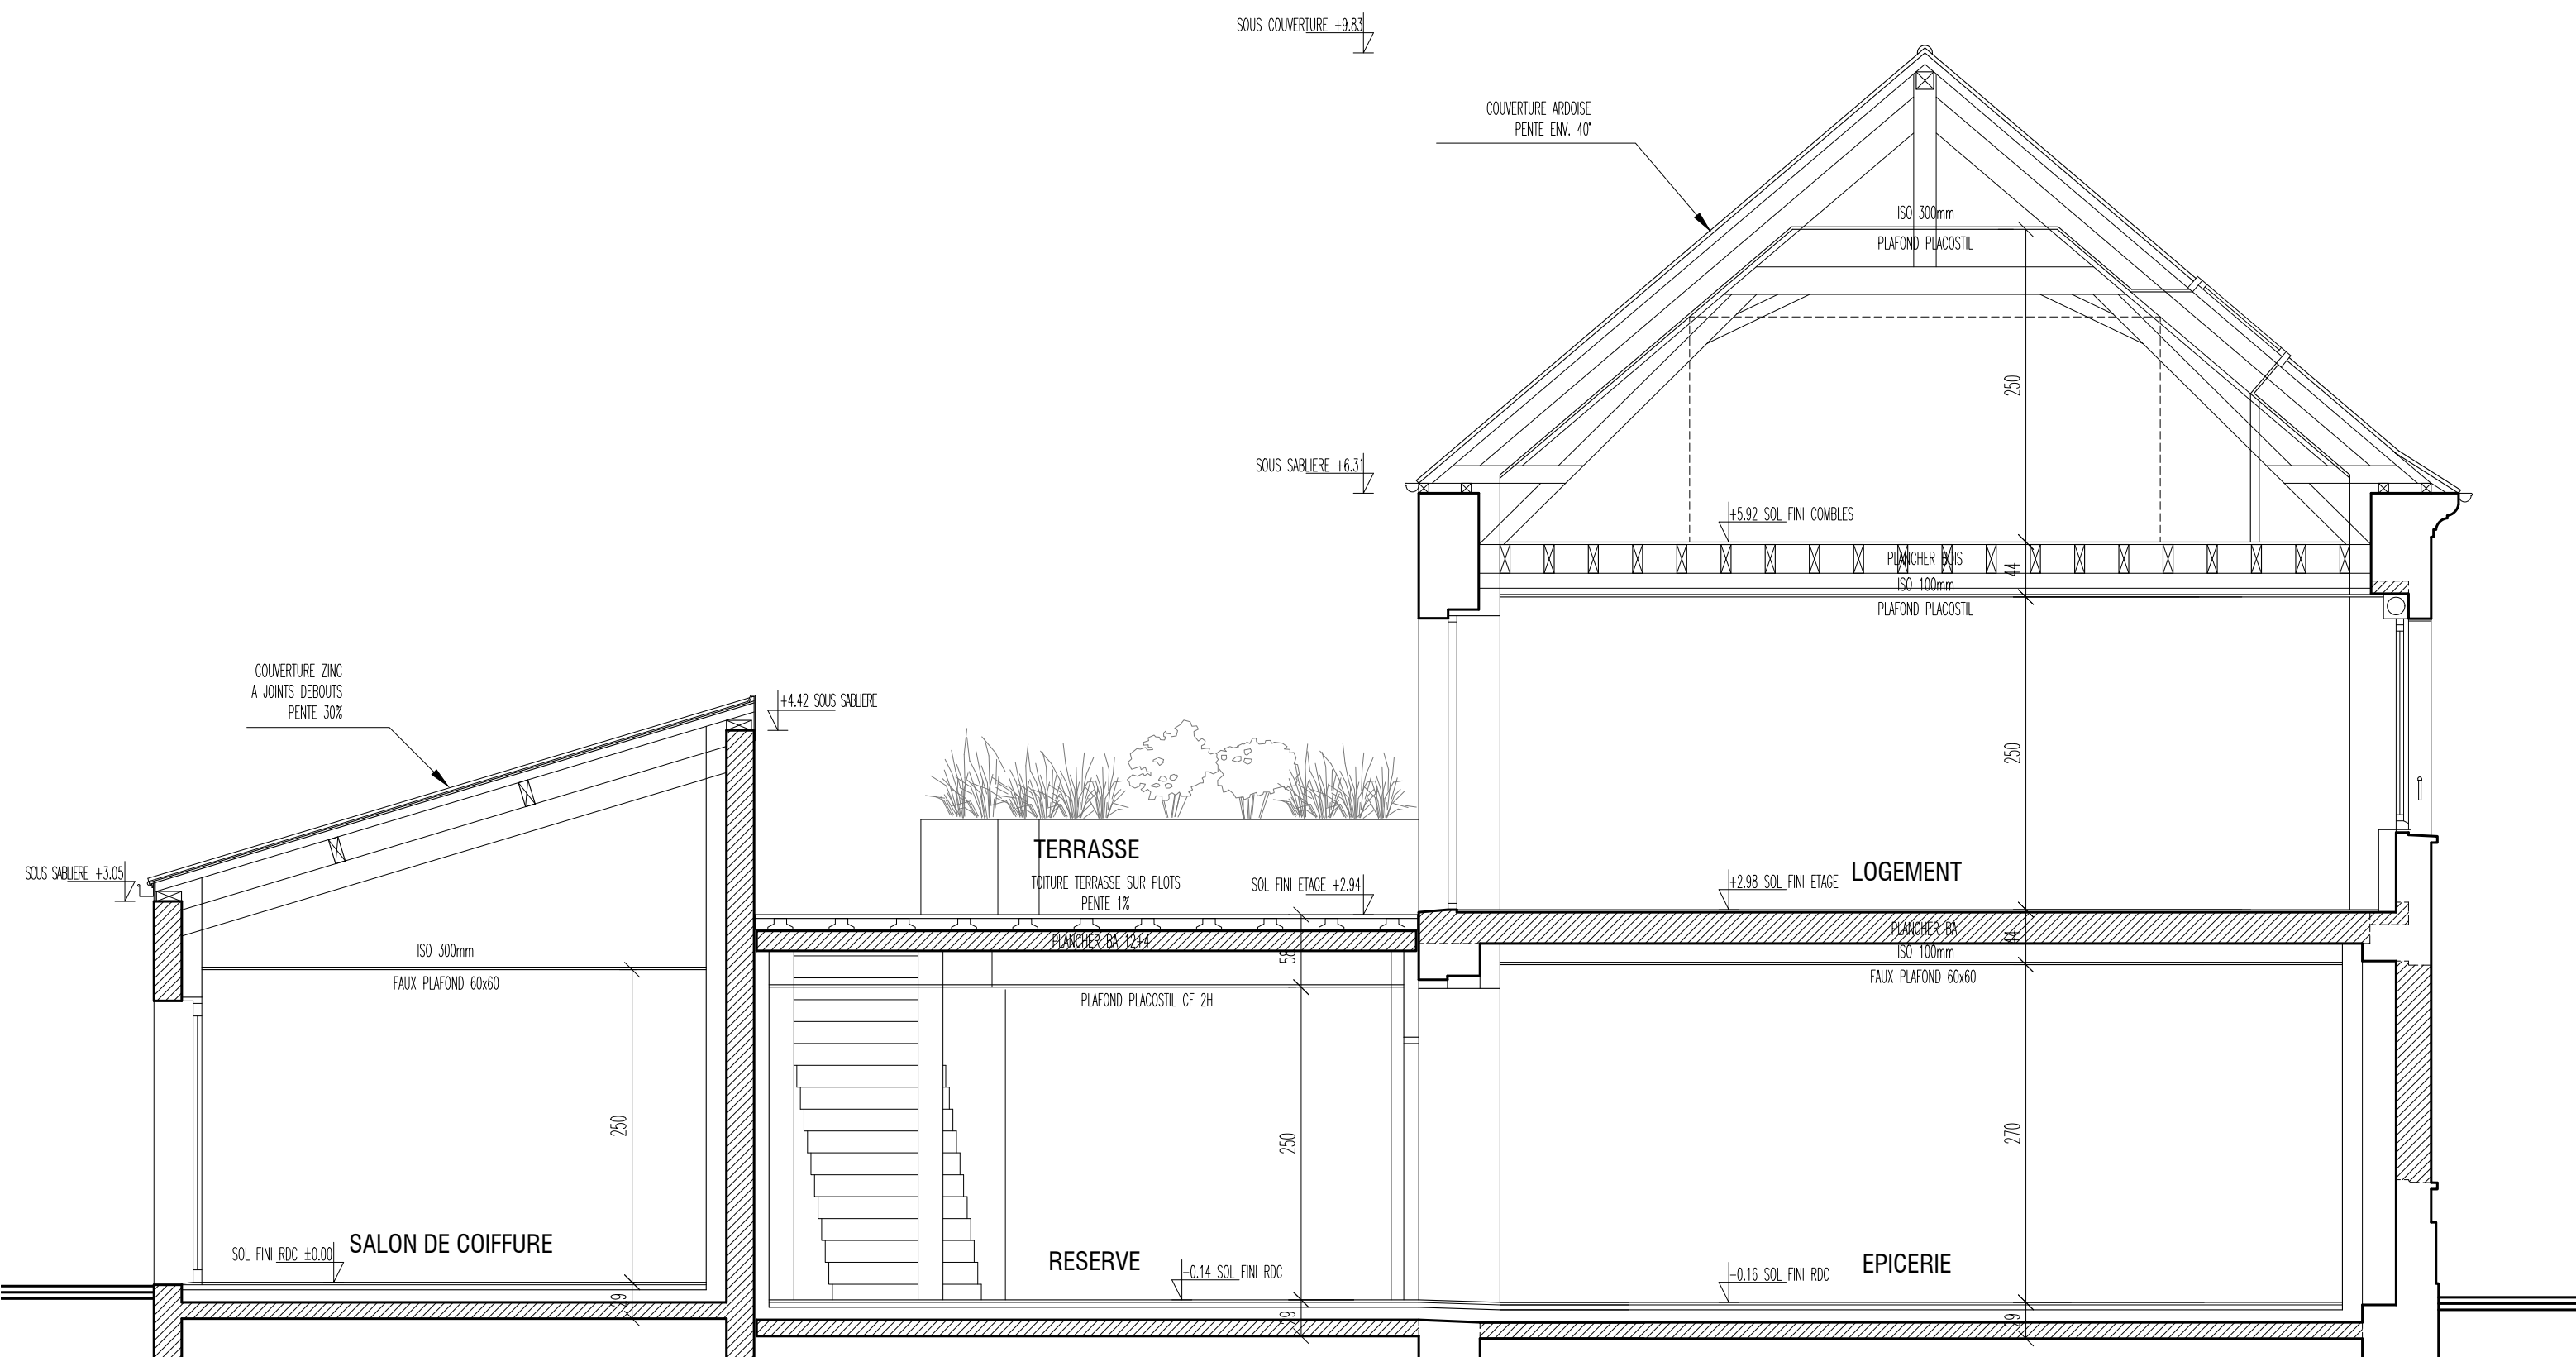 SOUS COUVERTURE +9.83
COUVERTURE ARDOISE
PENTE ENV. 40°
ISO 300mm
PLAFOND PLACOSTIL
250
SOUS SABLIERE +6.31
+5.92 SOL FINI COMBLES
PLANCHER BOIS
44
ISO 100mm
PLAFOND PLACOSTIL
COUVERTURE ZINC
A JOINTS DEBOUTS
PENTE 30%
+4.42 SOUS SABLIERE
250
SOUS SABLIERE +3.05
TERRASSE
TOITURE TERRASSE SUR PLOTS
PENTE 1%
SOL FINI ETAGE +2.94
+2.98 SOL FINI ETAGE
LOGEMENT
PLANCHER BA 12+4
PLANCHER BA
44
ISO 300mm
FAUX PLAFOND 60x60
58
ISO 100mm
FAUX PLAFOND 60x60
PLAFOND PLACOSTIL CF 2H
250
250
270
SOL FINI RDC ±0.00
SALON DE COIFFURE
RESERVE
-0.14 SOL FINI RDC
-0.16 SOL FINI RDC
EPICERIE
29
29
29